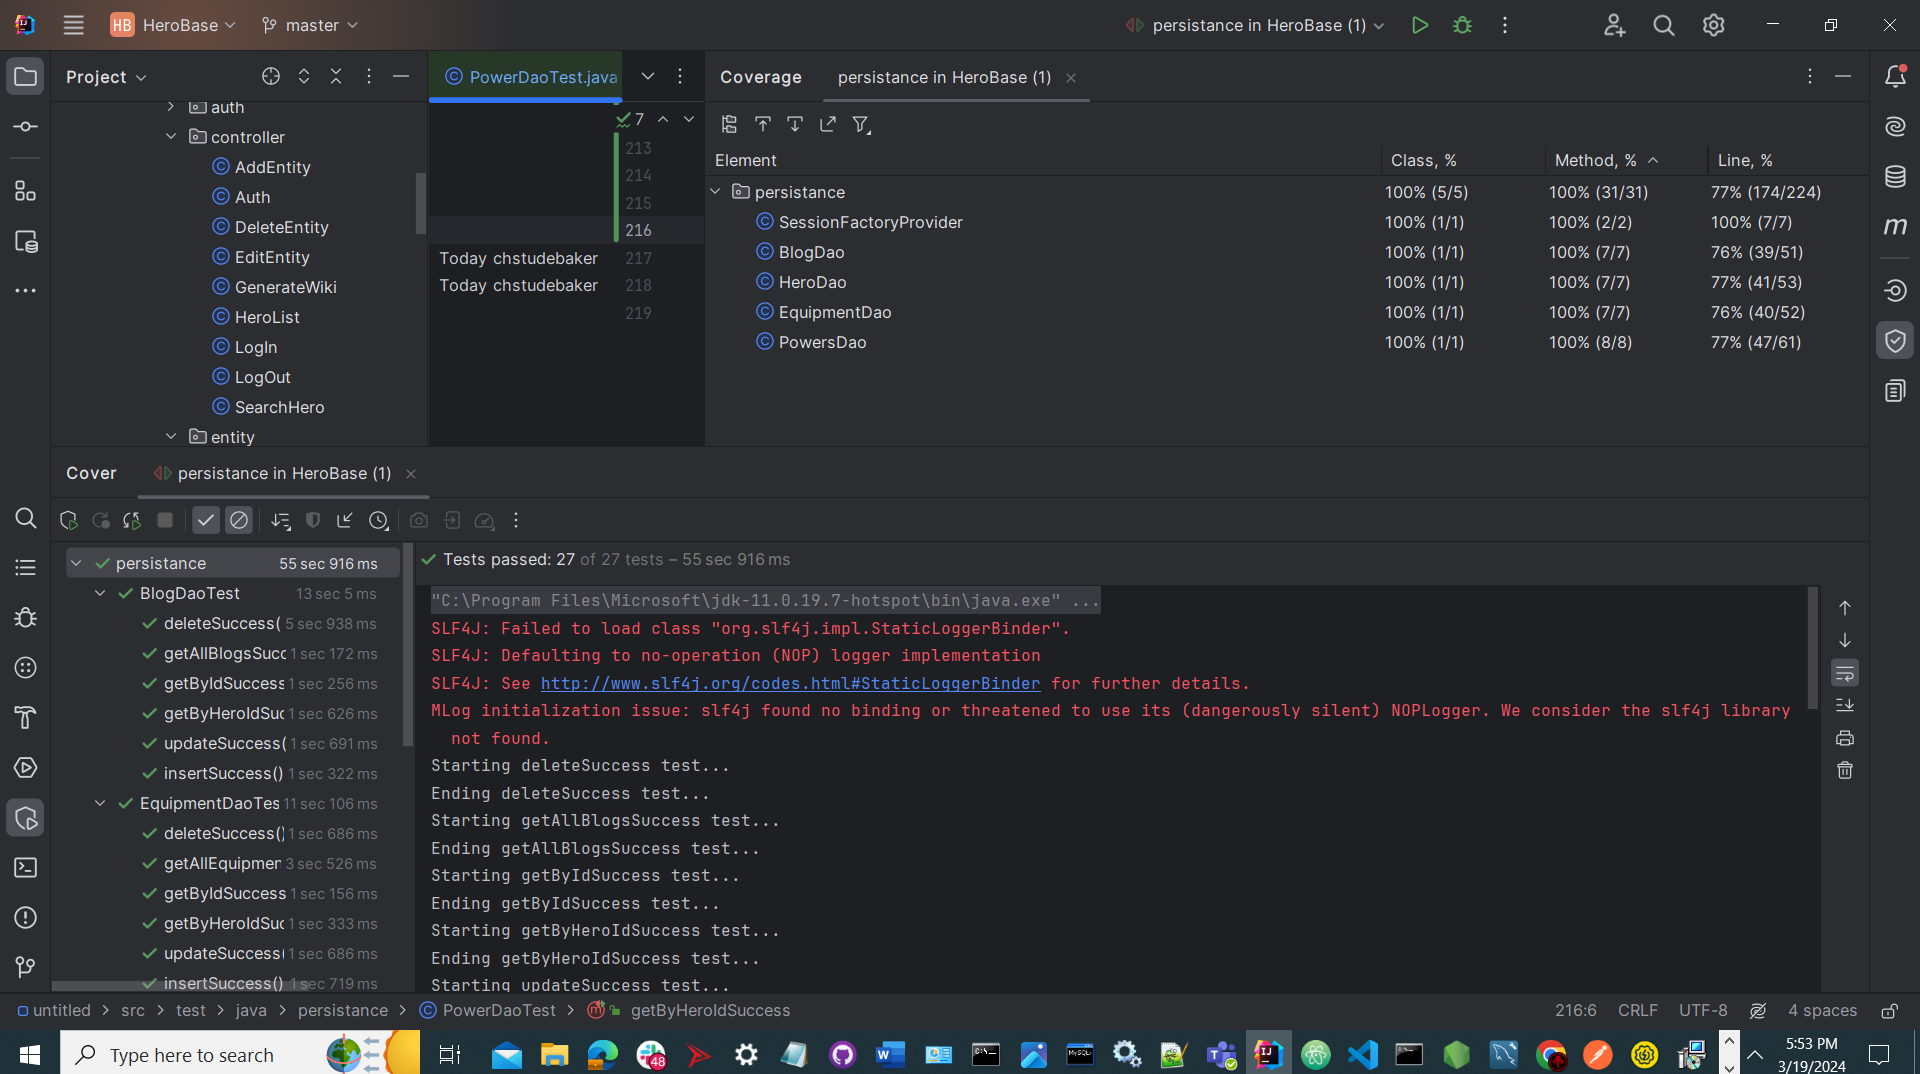 HB HeroBase master persistance in HeroBase (1)
Project
auth
controller
AddEntity
Auth
DeleteEntity
EditEntity
GenerateWiki
HeroList
LogIn
LogOut
SearchHero
entity
PowerDaoTest.java
7
213
214
215
216
Today chstudebaker 217
Today chstudebaker 218
219
Coverage persistance in HeroBase (1)
Element Class, % Method, % Line, %
persistance 100% (5/5) 100% (31/31) 77% (174/224)
SessionFactoryProvider 100% (1/1) 100% (2/2) 100% (7/7)
BlogDao 100% (1/1) 100% (7/7) 76% (39/51)
HeroDao 100% (1/1) 100% (7/7) 77% (41/53)
EquipmentDao 100% (1/1) 100% (7/7) 76% (40/52)
PowersDao 100% (1/1) 100% (8/8) 77% (47/61)
m
Cover persistance in HeroBase (1)
persistance 55 sec 916 ms
BlogDaoTest 13 sec 5 ms
deleteSuccess( 5 sec 938 ms
getAllBlogsSucc 1 sec 172 ms
getByIdSuccess 1 sec 256 ms
getByHeroIdSuc 1 sec 626 ms
updateSuccess( 1 sec 691 ms
insertSuccess() 1 sec 322 ms
EquipmentDaoTes 11 sec 106 ms
deleteSuccess() 1 sec 686 ms
getAllEquipmen 3 sec 526 ms
getByIdSuccess 1 sec 156 ms
getByHeroIdSuc 1 sec 333 ms
updateSuccess( 1 sec 686 ms
insertSuccess() 1 sec 719 ms
Tests passed: 27 of 27 tests – 55 sec 916 ms
"C:\Program Files\Microsoft\jdk-11.0.19.7-hotspot\bin\java.exe" ...
SLF4J: Failed to load class "org.slf4j.impl.StaticLoggerBinder".
SLF4J: Defaulting to no-operation (NOP) logger implementation
SLF4J: See http://www.slf4j.org/codes.html#StaticLoggerBinder for further details.
MLog initialization issue: slf4j found no binding or threatened to use its (dangerously silent) NOPLogger. We consider the slf4j library
not found.
Starting deleteSuccess test...
Ending deleteSuccess test...
Starting getAllBlogsSuccess test...
Ending getAllBlogsSuccess test...
Starting getByIdSuccess test...
Ending getByIdSuccess test...
Starting getByHeroIdSuccess test...
Ending getByHeroIdSuccess test...
Starting updateSuccess test...
untitled > src > test > java > persistance > PowerDaoTest > getByHeroIdSuccess
216:6 CRLF UTF-8 4 spaces
Type here to search
48
5:53 PM
3/19/2024